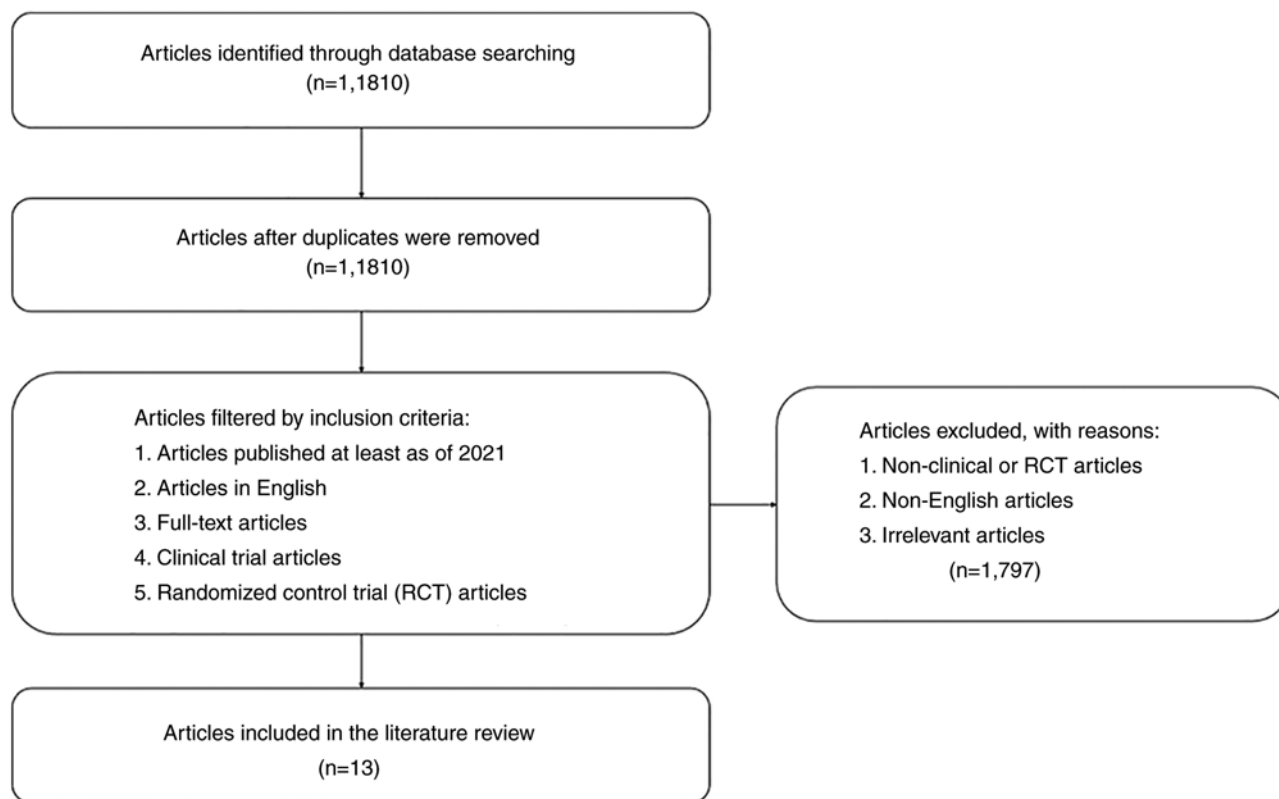 Articles identified through database searching
(n=1,1810)
Articles after duplicates were removed
(n=1,1810)
Articles filtered by inclusion criteria:
1. Articles published at least as of 2021
2. Articles in English
3. Full-text articles
4. Clinical trial articles
5. Randomized control trial (RCT) articles
Articles excluded, with reasons:
1. Non-clinical or RCT articles
2. Non-English articles
3. Irrelevant articles
(n=1,797)
Articles included in the literature review
(n=13)